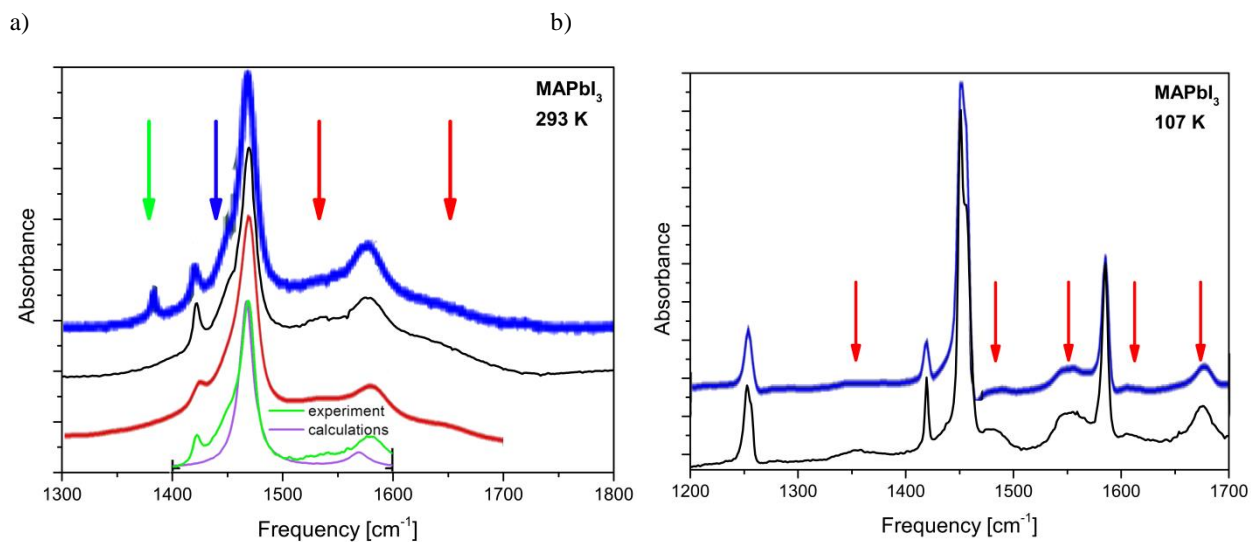 a)
b)
MAPbI₃
293 K
Absorbance
experiment
calculations
1300 1400 1500 1600 1700 1800
Frequency [cm⁻¹]
MAPbI₃
107 K
Absorbance
1200 1300 1400 1500 1600 1700
Frequency [cm⁻¹]